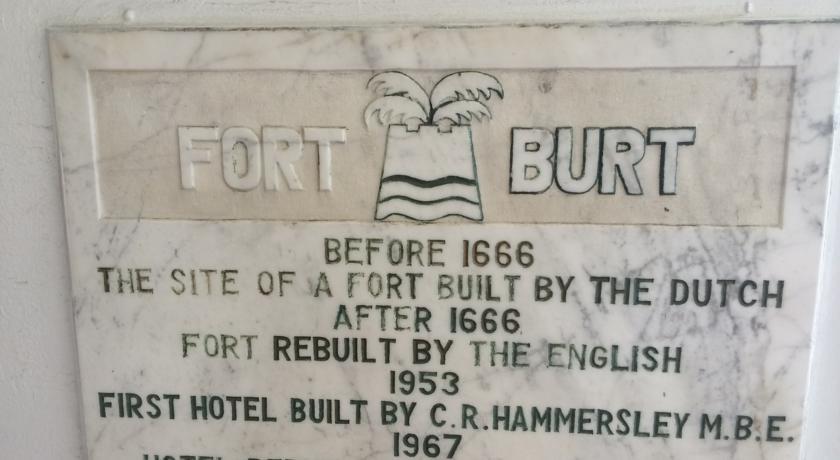 FORT BURT
BEFORE 1666
THE SITE OF A FORT BUILT BY THE DUTCH
AFTER 1666
FORT REBUILT BY THE ENGLISH
1953
FIRST HOTEL BUILT BY C.R.HAMMERSLEY M.B.E.
1967
HOTEL